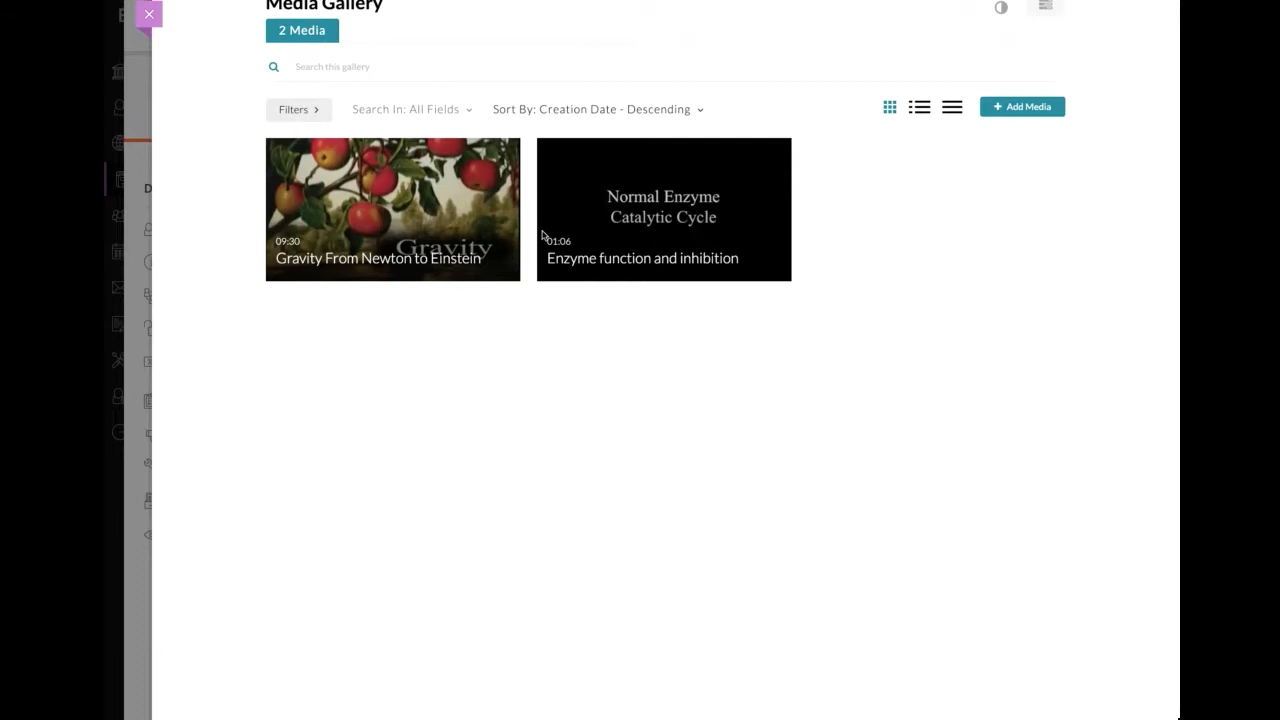 Media Gallery
2 Media
Search this gallery
Filters
Search In: All Fields
Sort By: Creation Date - Descending
+ Add Media
Gravity
09:30
Gravity From Newton to Einstein
Normal Enzyme
Catalytic Cycle
01:06
Enzyme function and inhibition
D